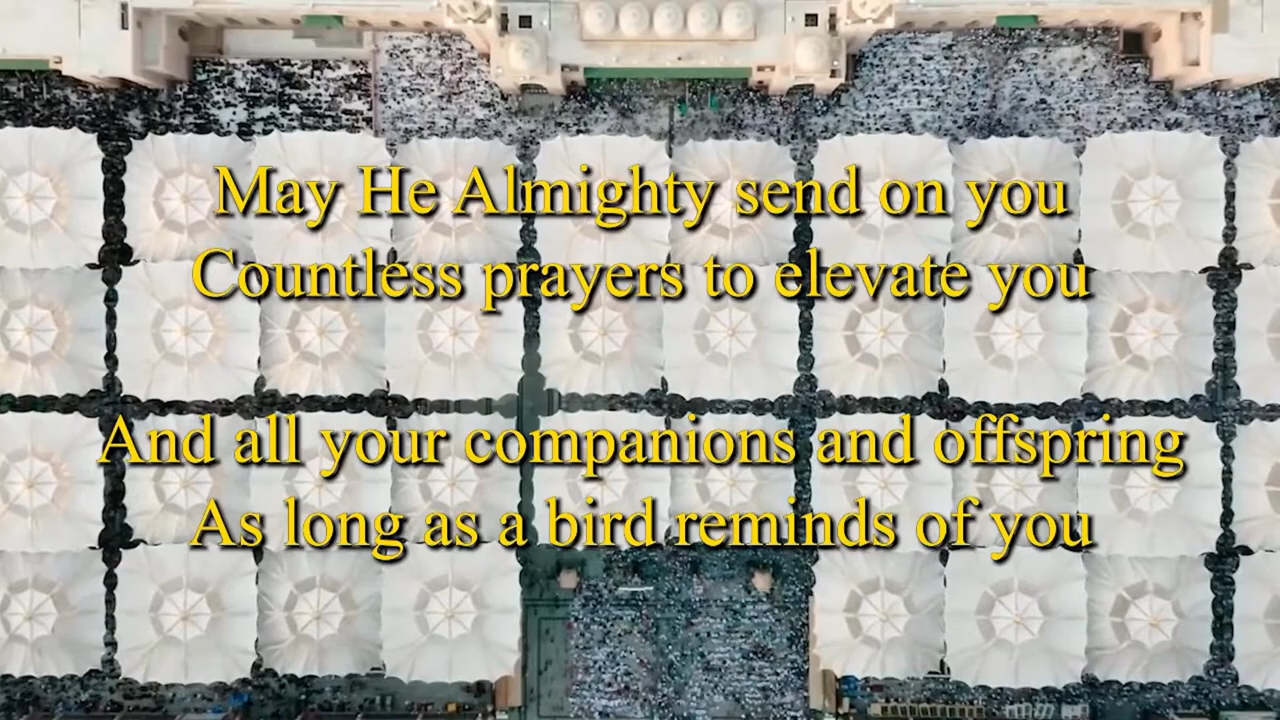 May He Almighty send on you
Countless prayers to elevate you
And all your companions and offspring
As long as a bird reminds of you